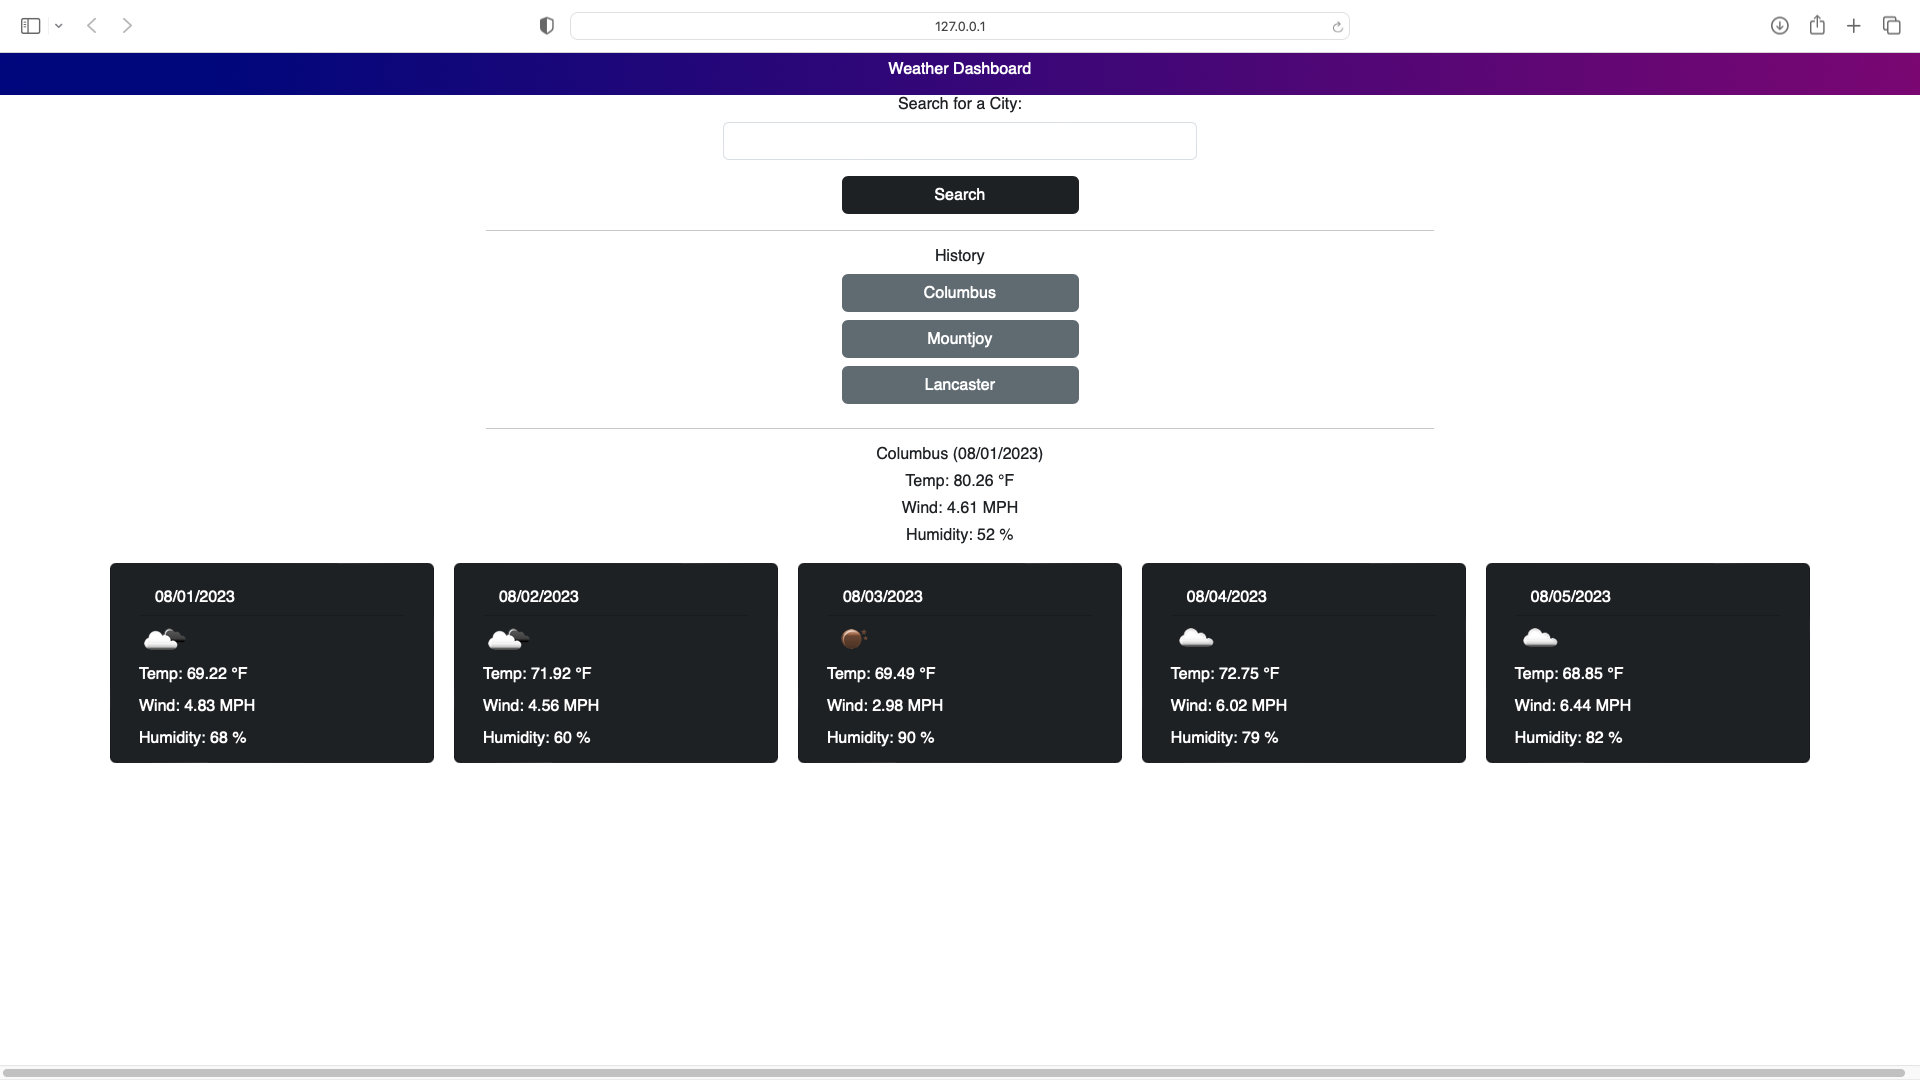 127.0.0.1
Weather Dashboard
Search for a City:
Search
History
Columbus
Mountjoy
Lancaster
Columbus (08/01/2023)
Temp: 80.26 °F
Wind: 4.61 MPH
Humidity: 52 %
08/01/2023
Temp: 69.22 °F
Wind: 4.83 MPH
Humidity: 68 %
08/02/2023
Temp: 71.92 °F
Wind: 4.56 MPH
Humidity: 60 %
08/03/2023
Temp: 69.49 °F
Wind: 2.98 MPH
Humidity: 90 %
08/04/2023
Temp: 72.75 °F
Wind: 6.02 MPH
Humidity: 79 %
08/05/2023
Temp: 68.85 °F
Wind: 6.44 MPH
Humidity: 82 %